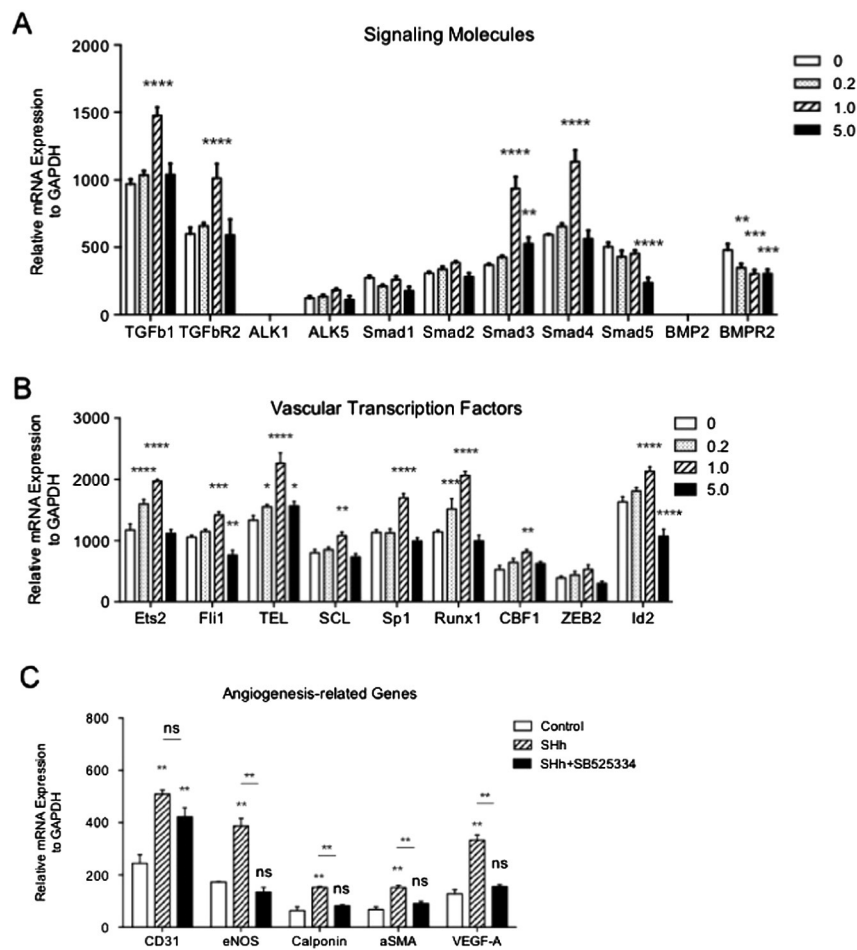 A
Signaling Molecules
Relative mRNA Expression
to GAPDH
2000
1500
1000
500
0
****
****
****
**
****
****
**
***
***
0
0.2
1.0
5.0
TGFb1 TGFbR2 ALK1 ALK5 Smad1 Smad2 Smad3 Smad4 Smad5 BMP2 BMPR2
B
Vascular Transcription Factors
Relative mRNA Expression
to GAPDH
3000
2000
1000
0
****
****
***
**
*
****
*
**
****
***
****
**
****
****
0
0.2
1.0
5.0
Ets2 Fli1 TEL SCL Sp1 Runx1 CBF1 ZEB2 Id2
C
Angiogenesis-related Genes
Relative mRNA Expression
to GAPDH
800
600
400
200
0
ns
**
**
**
**
ns
**
**
ns
**
**
ns
**
**
ns
Control
SHh
SHh+SB525334
CD31 eNOS Calponin aSMA VEGF-A